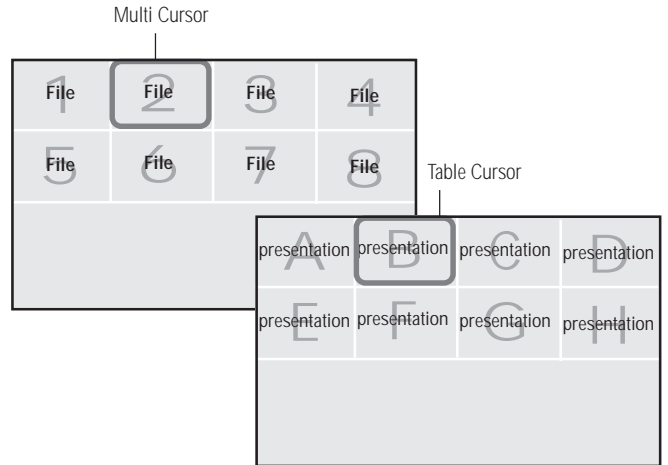 Multi Cursor
1 File 2 File 3 File 4 File
5 File 6 File 7 File 8 File
Table Cursor
A presentation B presentation C presentation D presentation
E presentation F presentation G presentation H presentation